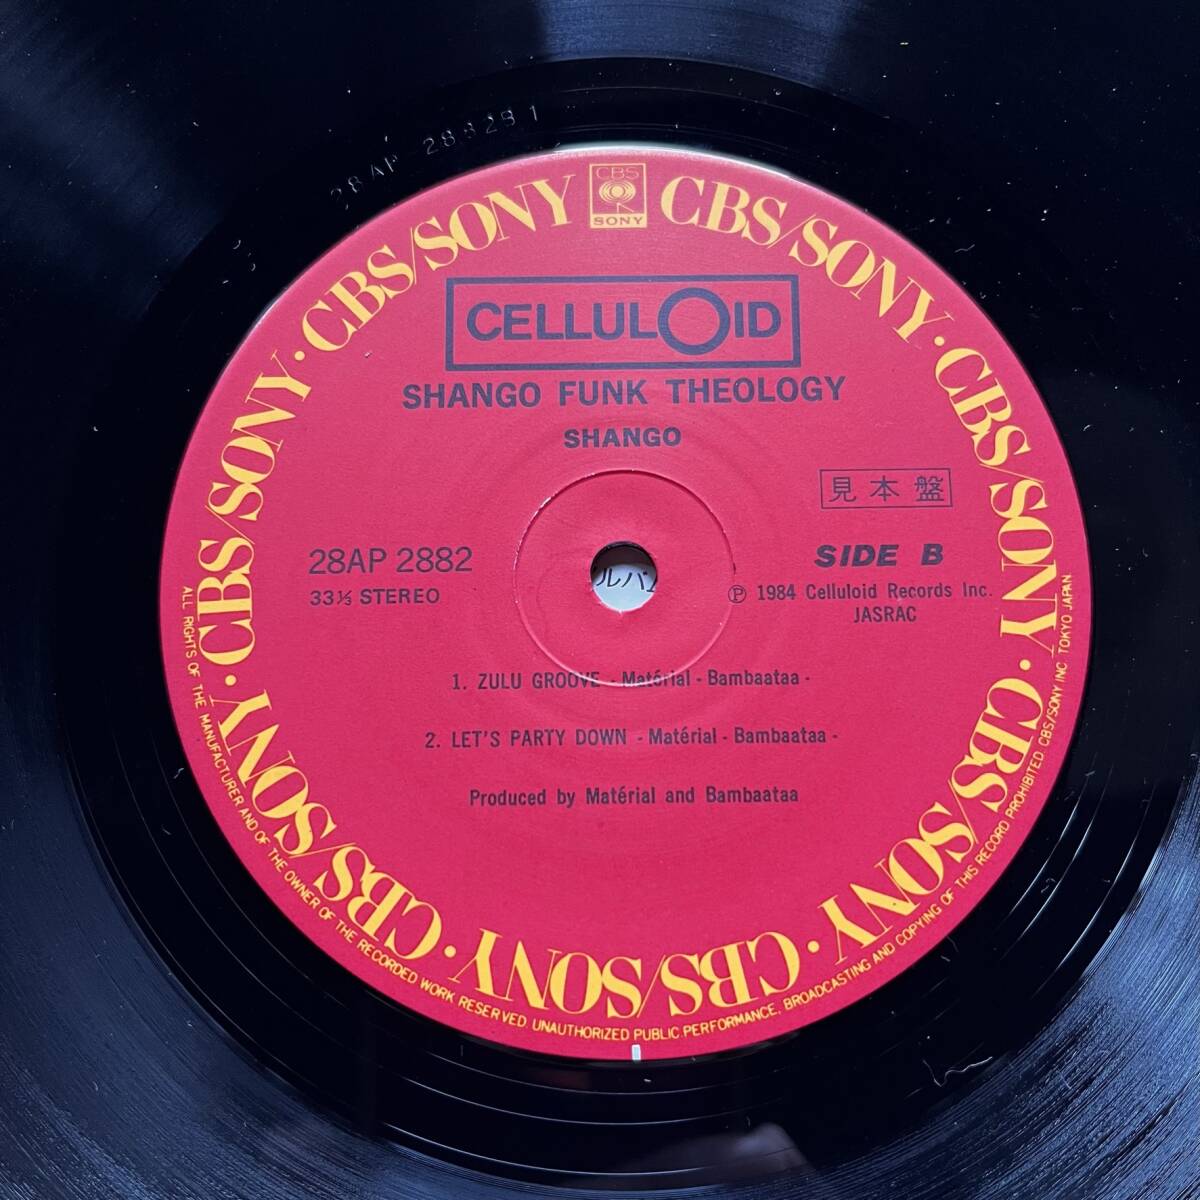 28AP 2882B1
CBS
SONY
CBS/SONY · CBS/SONY · CBS/SONY · CBS/SONY · CBS/SONY · CBS/SONY · CBS/SONY · CBS/SONY
CELLULOID
SHANGO FUNK THEOLOGY
SHANGO
見本盤
28AP 2882
33⅓ STEREO
SIDE B
Ⓟ 1984 Celluloid Records Inc.
JASRAC
ルパ
1. ZULU GROOVE - Matérial - Bambaataa -
2. LET'S PARTY DOWN - Matérial - Bambaataa -
Produced by Matérial and Bambaataa
ALL RIGHTS OF THE MANUFACTURER AND OF THE OWNER OF THE RECORDED WORK RESERVED. UNAUTHORIZED PUBLIC PERFORMANCE, BROADCASTING AND COPYING OF THIS RECORD PROHIBITED. CBS/SONY INC. TOKYO JAPAN